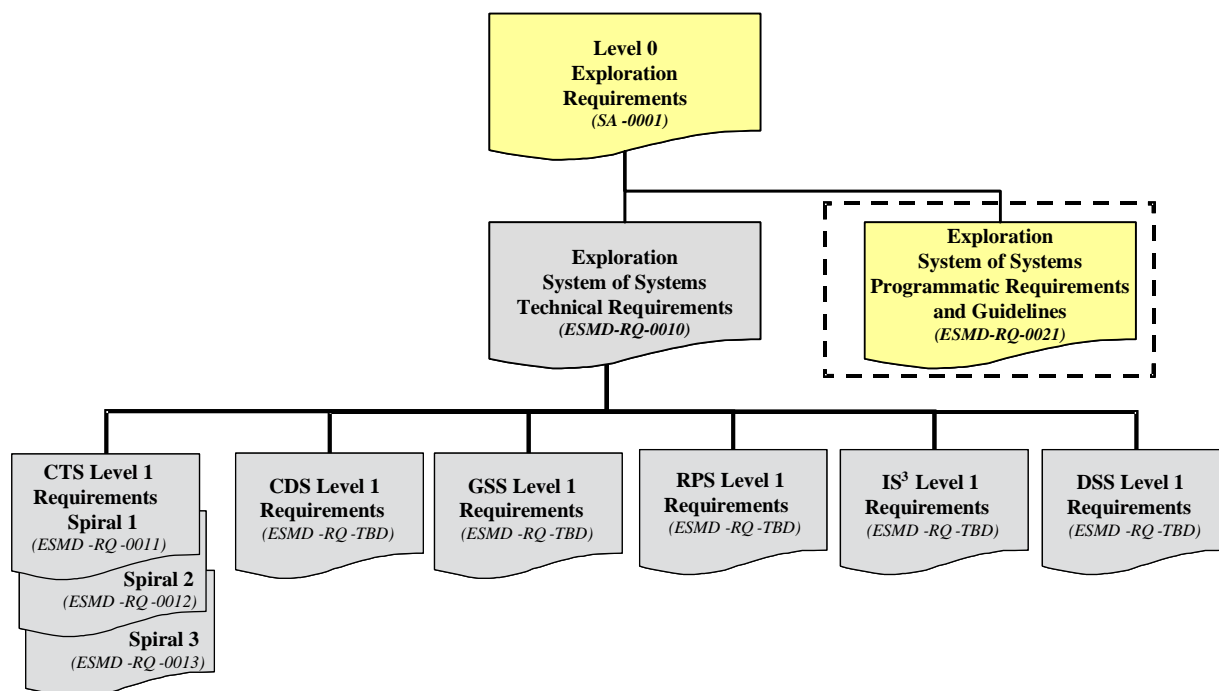 Level 0
Exploration
Requirements
(SA -0001)
Exploration
System of Systems
Technical Requirements
(ESMD-RQ-0010)
Exploration
System of Systems
Programmatic Requirements
and Guidelines
(ESMD-RQ-0021)
CTS Level 1
Requirements
Spiral 1
(ESMD -RQ -0011)
Spiral 2
(ESMD -RQ -0012)
Spiral 3
(ESMD -RQ -0013)
CDS Level 1
Requirements
(ESMD -RQ -TBD)
GSS Level 1
Requirements
(ESMD -RQ -TBD)
RPS Level 1
Requirements
(ESMD -RQ -TBD)
IS³ Level 1
Requirements
(ESMD -RQ -TBD)
DSS Level 1
Requirements
(ESMD -RQ -TBD)